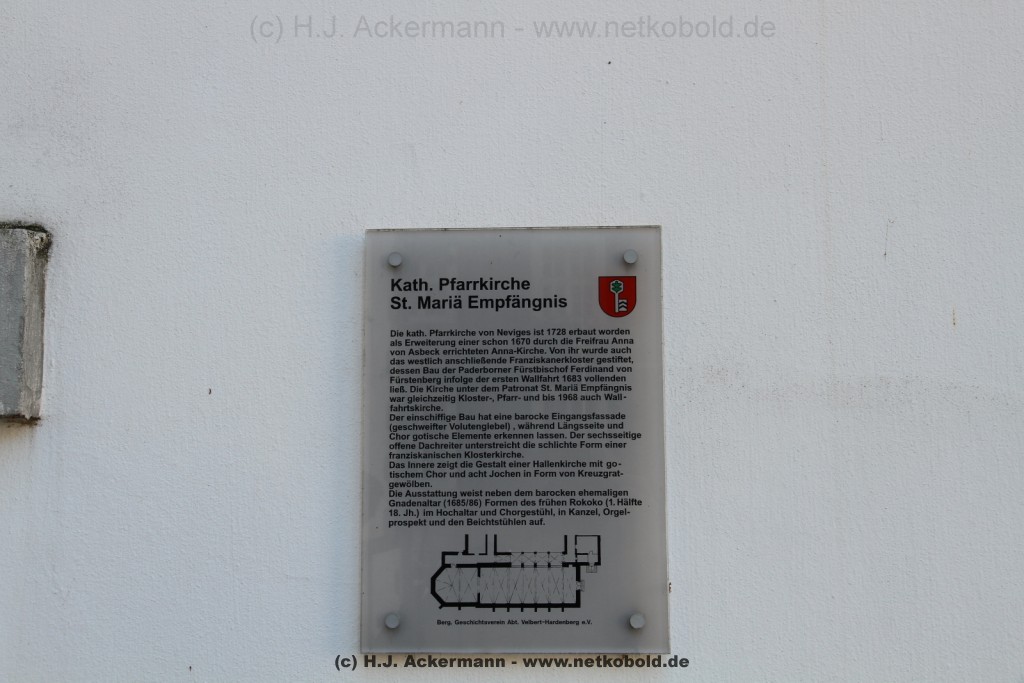 (c) H.J. Ackermann - www.netkobold.de
Kath. Pfarrkirche
St. Mariä Empfängnis
Die kath. Pfarrkirche von Neviges ist 1728 erbaut worden
als Erweiterung einer schon 1670 durch die Freifrau Anna
von Asbeck errichteten Anna-Kirche. Von ihr wurde auch
das westlich anschließende Franziskanerkloster gestiftet,
dessen Bau der Paderborner Fürstbischof Ferdinand von
Fürstenberg infolge der ersten Wallfahrt 1683 vollenden
ließ. Die Kirche unter dem Patronat St. Mariä Empfängnis
war gleichzeitig Kloster-, Pfarr- und bis 1968 auch Wall-
fahrtskirche.
Der einschiffige Bau hat eine barocke Eingangsfassade
(geschweifter Volutengiebel) , während Längsseite und
Chor gotische Elemente erkennen lassen. Der sechsseitige
offene Dachreiter unterstreicht die schlichte Form einer
franziskanischen Klosterkirche.
Das Innere zeigt die Gestalt einer Hallenkirche mit go-
tischem Chor und acht Jochen in Form von Kreuzgrat-
gewölben.
Die Ausstattung weist neben dem barocken ehemaligen
Gnadenaltar (1685/86) Formen des frühen Rokoko (1. Hälfte
18. Jh.) im Hochaltar und Chorgestühl, in Kanzel, Orgel-
prospekt und den Beichtstühlen auf.
Berg. Geschichtsverein Abt. Velbert-Hardenberg e.V.
(c) H.J. Ackermann - www.netkobold.de